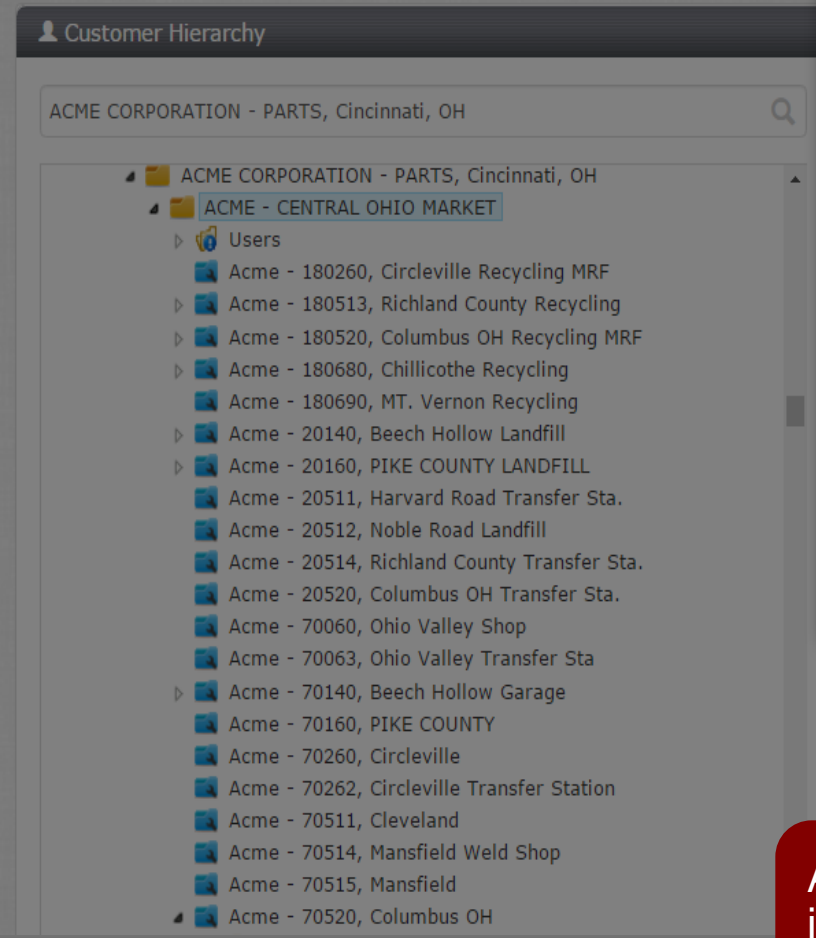 Customer Hierarchy
ACME CORPORATION - PARTS, Cincinnati, OH
ACME CORPORATION - PARTS, Cincinnati, OH
ACME - CENTRAL OHIO MARKET
Users
Acme - 180260, Circleville Recycling MRF
Acme - 180513, Richland County Recycling
Acme - 180520, Columbus OH Recycling MRF
Acme - 180680, Chillicothe Recycling
Acme - 180690, MT. Vernon Recycling
Acme - 20140, Beech Hollow Landfill
Acme - 20160, PIKE COUNTY LANDFILL
Acme - 20511, Harvard Road Transfer Sta.
Acme - 20512, Noble Road Landfill
Acme - 20514, Richland County Transfer Sta.
Acme - 20520, Columbus OH Transfer Sta.
Acme - 70060, Ohio Valley Shop
Acme - 70063, Ohio Valley Transfer Sta
Acme - 70140, Beech Hollow Garage
Acme - 70160, PIKE COUNTY
Acme - 70260, Circleville
Acme - 70262, Circleville Transfer Station
Acme - 70511, Cleveland
Acme - 70514, Mansfield Weld Shop
Acme - 70515, Mansfield
Acme - 70520, Columbus OH